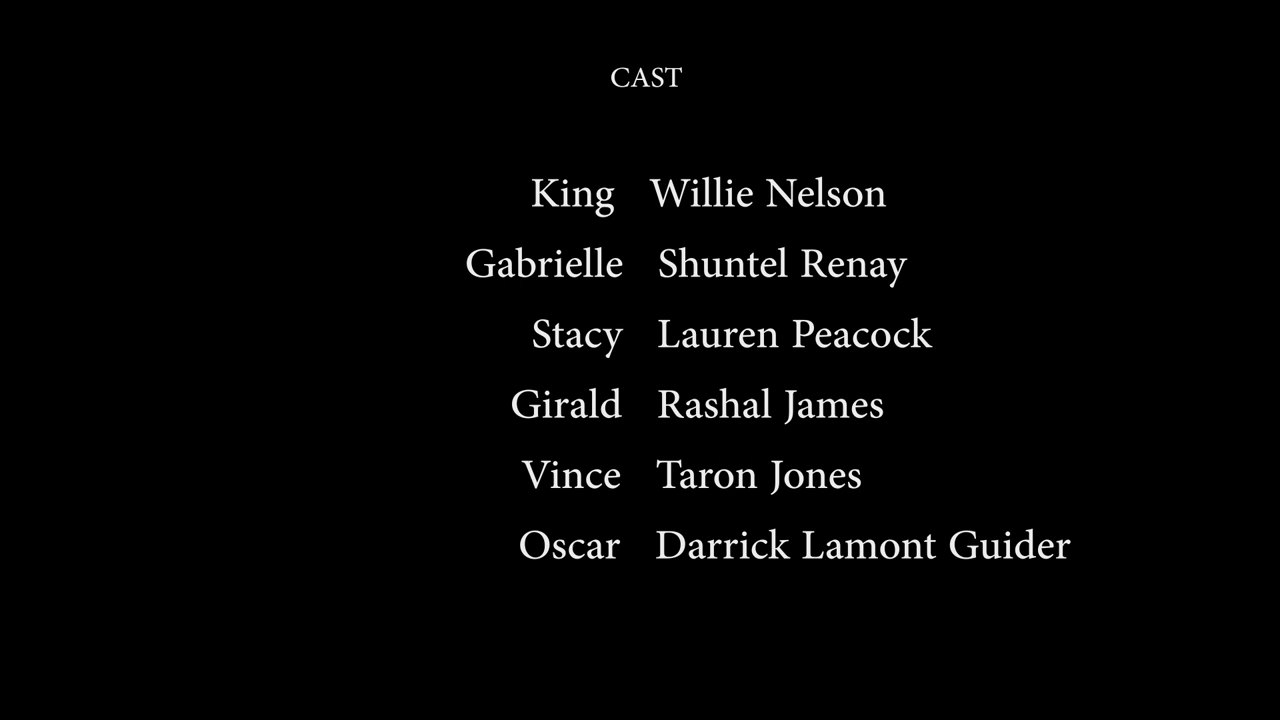 CAST
King Willie Nelson
Gabrielle Shuntel Renay
Stacy Lauren Peacock
Girald Rashal James
Vince Taron Jones
Oscar Darrick Lamont Guider